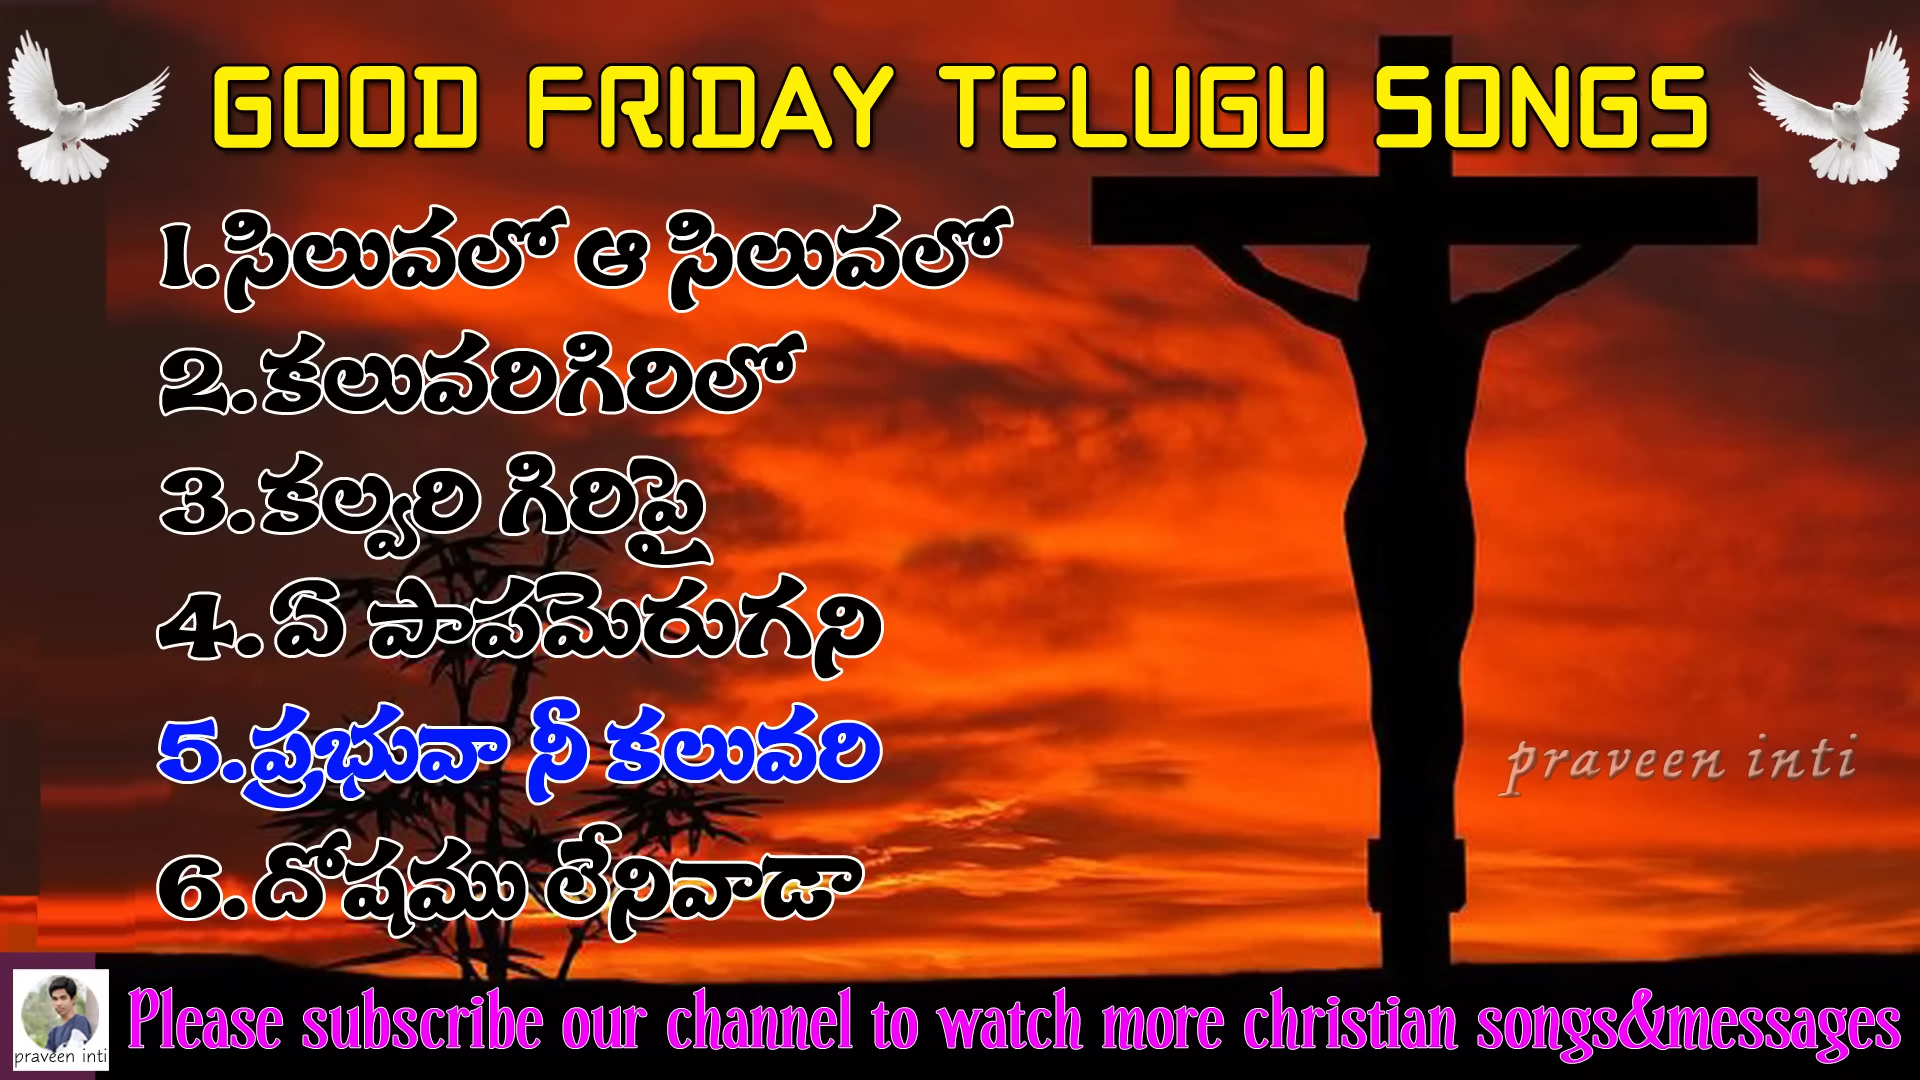 GOOD FRIDAY TELUGU SONGS
1.సిలువలో ఆ సిలువలో
2.కలువరిగిరిలో
3.కల్వరి గిరిపై
4.ఏ పాపమెరుగని
5.ప్రభువా నీ కలువరి
praveen inti
6.దోషము లేనివాడా
Please subscribe our channel to watch more christian songs&messages
praveen inti